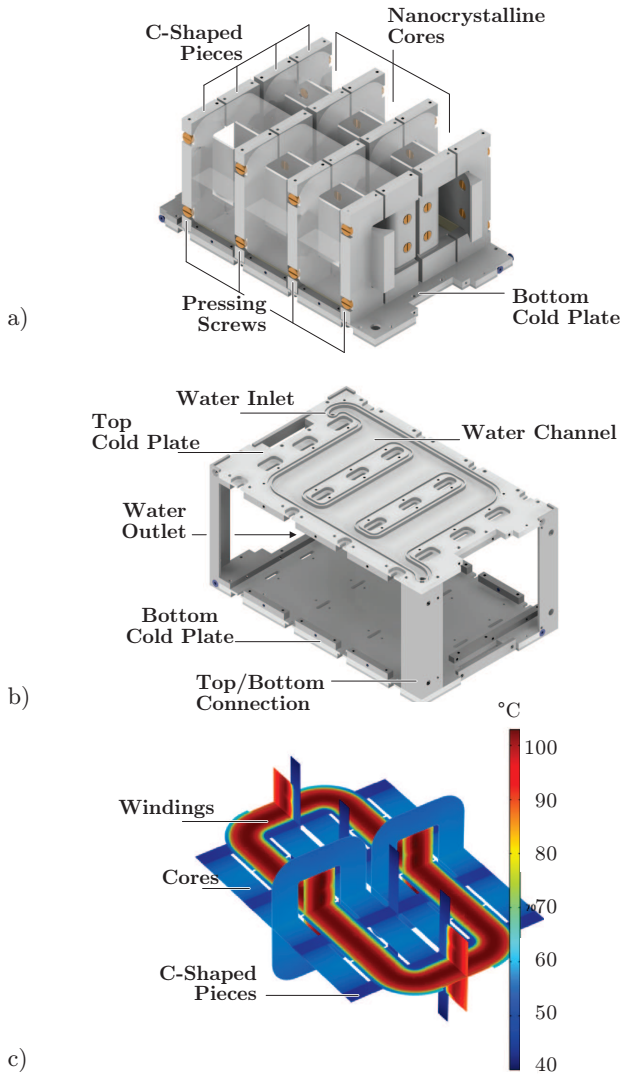 C-Shaped
Pieces
Nanocrystalline
Cores
Pressing
Screws
Bottom
Cold Plate
a)
Water Inlet
Top
Cold Plate
Water Channel
Water
Outlet
Bottom
Cold Plate
Top/Bottom
Connection
b)
°C
100
Windings
90
80
Cores
70
60
C-Shaped
Pieces
50
40
c)